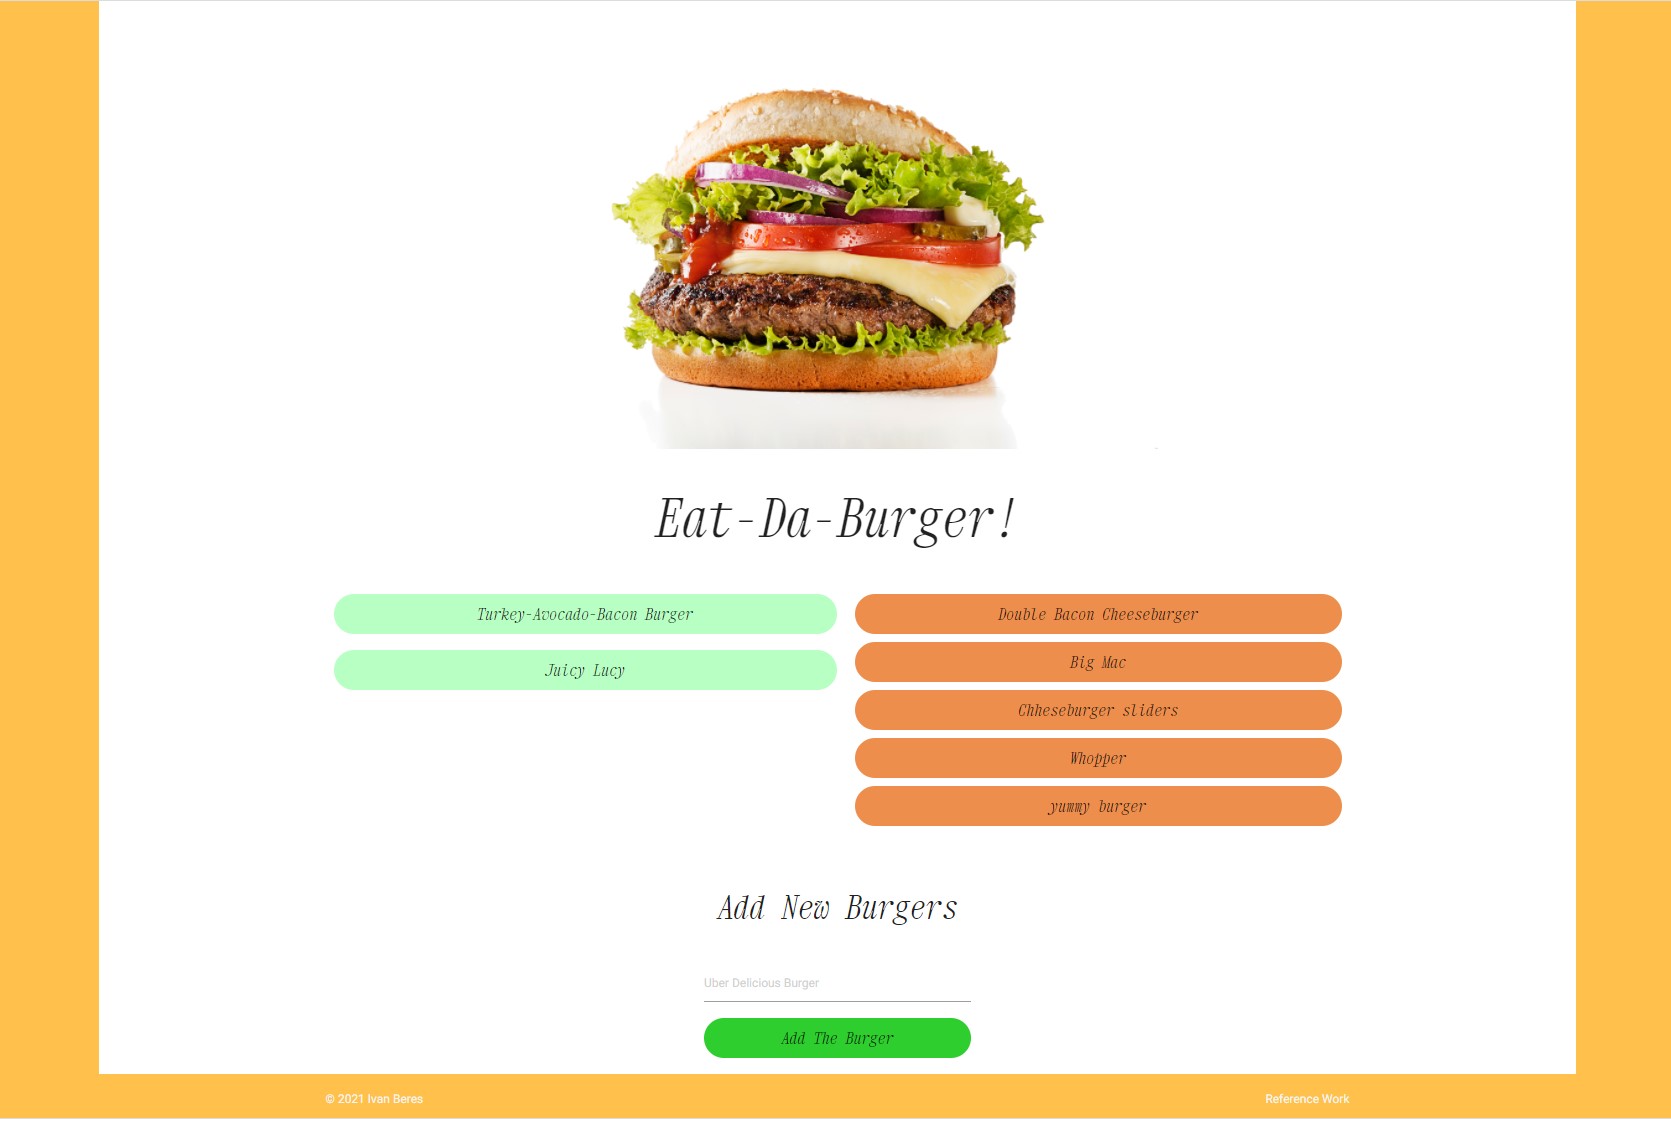 Eat-Da-Burger!
Turkey-Avocado-Bacon Burger
Juicy Lucy
Double Bacon Cheeseburger
Big Mac
Chheseburger sliders
Whopper
yummy burger
Add New Burgers
Uber Delicious Burger
Add The Burger
© 2021 Ivan Beres
Reference Work